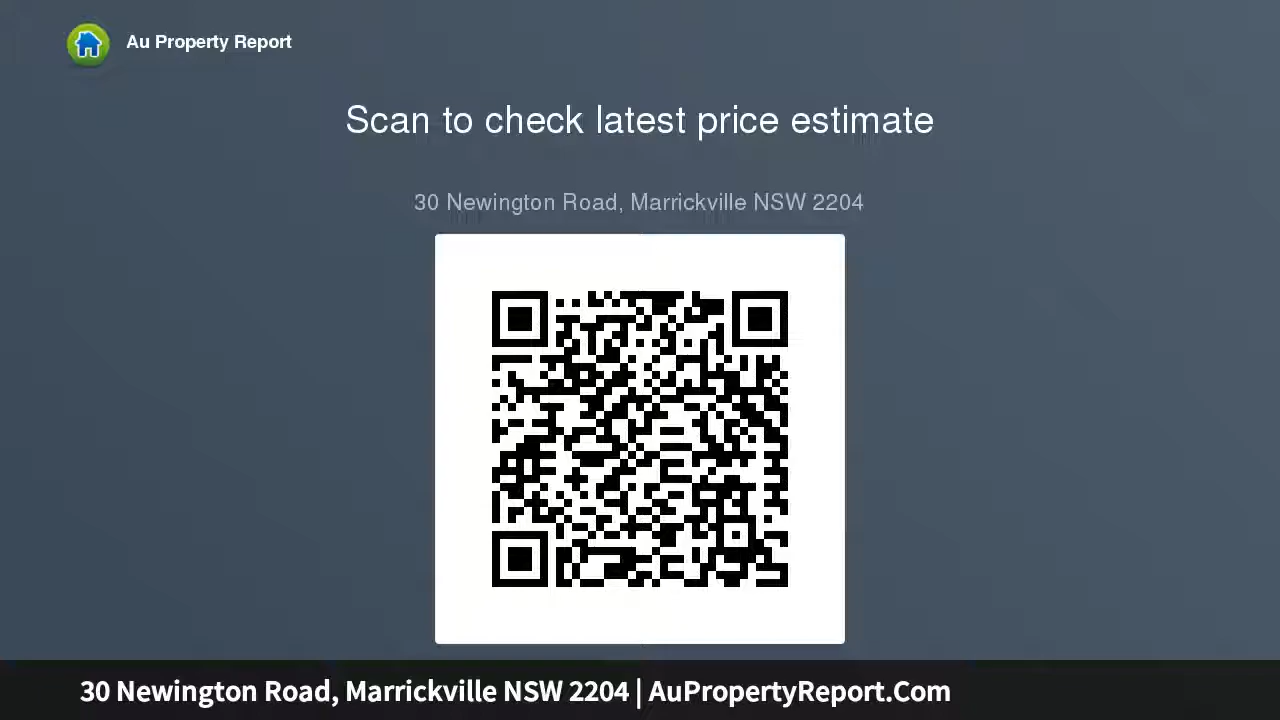 Au Property Report
Scan to check latest price estimate
30 Newington Road, Marrickville NSW 2204
30 Newington Road, Marrickville NSW 2204 | AuPropertyReport.Com